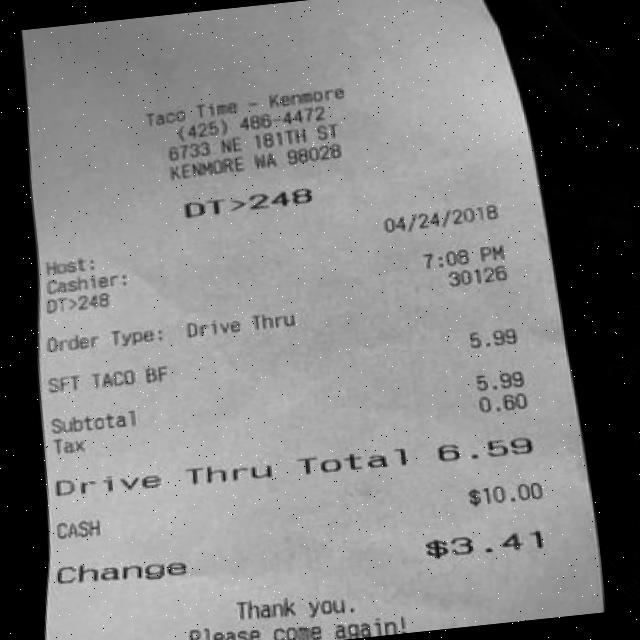 Taco Time - Kenmore
(425) 486-4472
6733 NE 181TH ST
KENMORE WA 98028
DT>248
04/24/2018
Host:
Cashier: 7:08 PM
DT>248 30126
Order Type: Drive Thru
SFT TACO BF 5.99
Subtotal 5.99
Tax 0.60
Drive Thru Total 6.59
CASH $10.00
Change $3.41
Thank you.
Please come again!